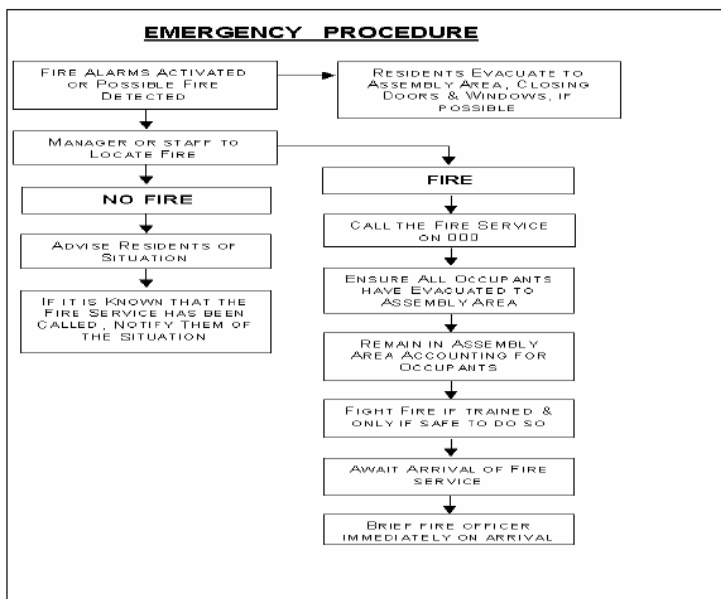 EMERGENCY PROCEDURE
FIRE ALARMS ACTIVATED
OR POSSIBLE FIRE
DETECTED
RESIDENTS EVACUATE TO
ASSEMBLY AREA, CLOSING
DOORS & WINDOWS, IF
POSSIBLE
MANAGER OR STAFF TO
LOCATE FIRE
NO FIRE
ADVISE RESIDENTS OF
SITUATION
IF IT IS KNOWN THAT THE
FIRE SERVICE HAS BEEN
CALLED, NOTIFY THEM OF
THE SITUATION
FIRE
CALL THE FIRE SERVICE
ON 000
ENSURE ALL OCCUPANTS
HAVE EVACUATED TO
ASSEMBLY AREA
REMAIN IN ASSEMBLY
AREA ACCOUNTING FOR
OCCUPANTS
FIGHT FIRE IF TRAINED &
ONLY IF SAFE TO DO SO
AWAIT ARRIVAL OF FIRE
SERVICE
BRIEF FIRE OFFICER
IMMEDIATELY ON ARRIVAL